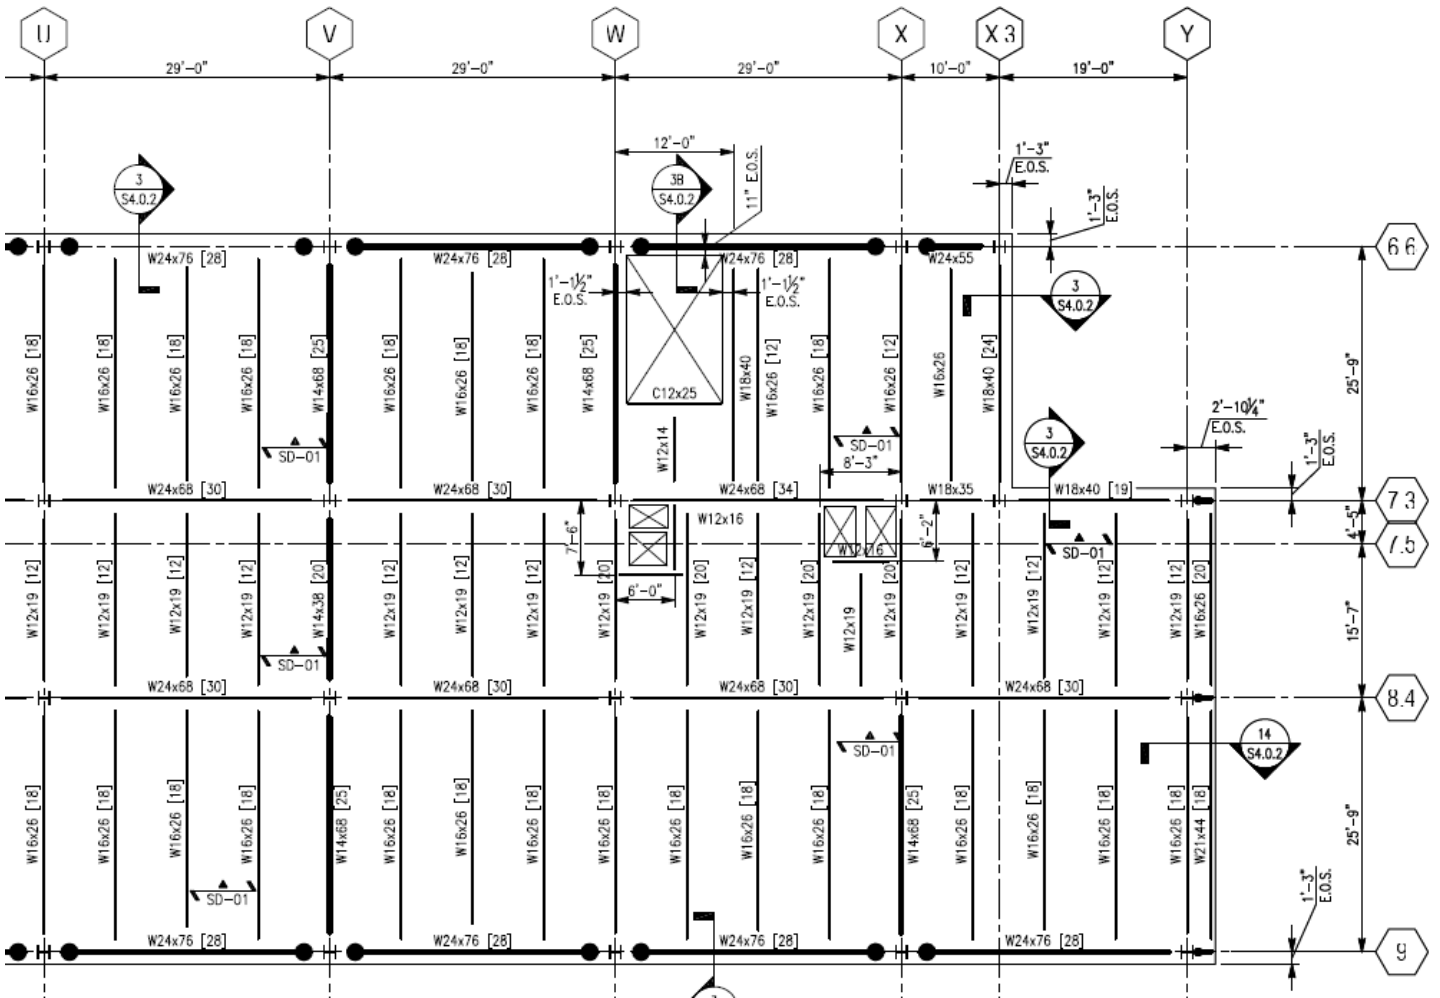 U
V
W
X
X3
Y
29'-0"
29'-0"
29'-0"
10'-0"
19'-0"
12'-0"
11" E.O.S.
1'-3"
E.O.S.
1'-3"
E.O.S.
3
S4.0.2
3B
S4.0.2
6.6
W24x76 [28]
W24x76 [28]
W24x76 [28]
W24x55
1'-1½"
E.O.S.
1'-1½"
E.O.S.
3
S4.0.2
W16x26 [18]
W16x26 [18]
W16x26 [18]
W16x26 [18]
W14x68 [25]
W16x26 [18]
W16x26 [18]
W16x26 [18]
W14x68 [25]
C12x25
W18x40
W16x26 [12]
W16x26 [18]
W16x26 [12]
W16x26
W18x40 [24]
25'-9"
2'-10¼"
E.O.S.
1'-3"
E.O.S.
SD-01
W12x14
SD-01
8'-3"
3
S4.0.2
W24x68 [30]
W24x68 [30]
W24x68 [34]
W18x35
W18x40 [19]
7.3
7'-6"
W12x16
W12x16
6'-2"
SD-01
4'-5"
7.5
W12x19 [12]
W12x19 [12]
W12x19 [12]
W12x19 [12]
W14x38 [20]
W12x19 [12]
W12x19 [12]
W12x19 [12]
W12x19 [20]
6'-0"
W12x19 [20]
W12x19 [12]
W12x19 [20]
W12x19
W12x19 [20]
W12x19 [12]
W12x19 [12]
W12x19 [12]
W12x19 [12]
W16x26 [20]
15'-7"
SD-01
W24x68 [30]
W24x68 [30]
W24x68 [30]
W24x68 [30]
8.4
SD-01
14
S4.0.2
W16x26 [18]
W16x26 [18]
W16x26 [18]
W16x26 [18]
W14x68 [25]
W16x26 [18]
W16x26 [18]
W16x26 [18]
W16x26 [18]
W16x26 [18]
W16x26 [18]
W16x26 [18]
W14x68 [25]
W16x26 [18]
W16x26 [18]
W16x26 [18]
W16x26 [18]
W21x44 [18]
25'-9"
SD-01
1'-3"
E.O.S.
W24x76 [28]
W24x76 [28]
W24x76 [28]
W24x76 [28]
9